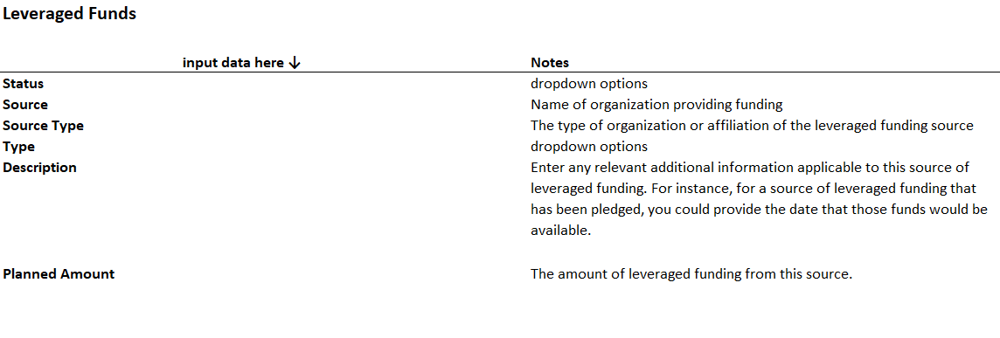 Leveraged Funds
input data here ↓ Notes
Status dropdown options
Source Name of organization providing funding
Source Type The type of organization or affiliation of the leveraged funding source
Type dropdown options
Description Enter any relevant additional information applicable to this source of
leveraged funding. For instance, for a source of leveraged funding that
has been pledged, you could provide the date that those funds would be
available.
Planned Amount The amount of leveraged funding from this source.